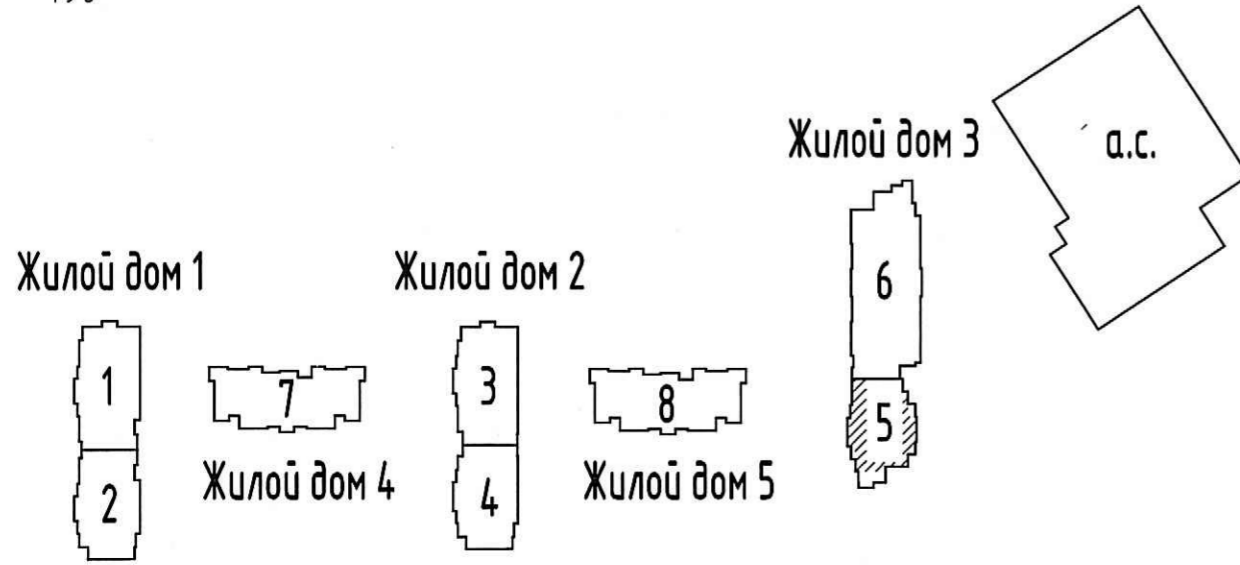 Жилой дом 3
а.с.
6
Жилой дом 1
Жилой дом 2
1
7
3
8
5
Жилой дом 4
Жилой дом 5
2
4